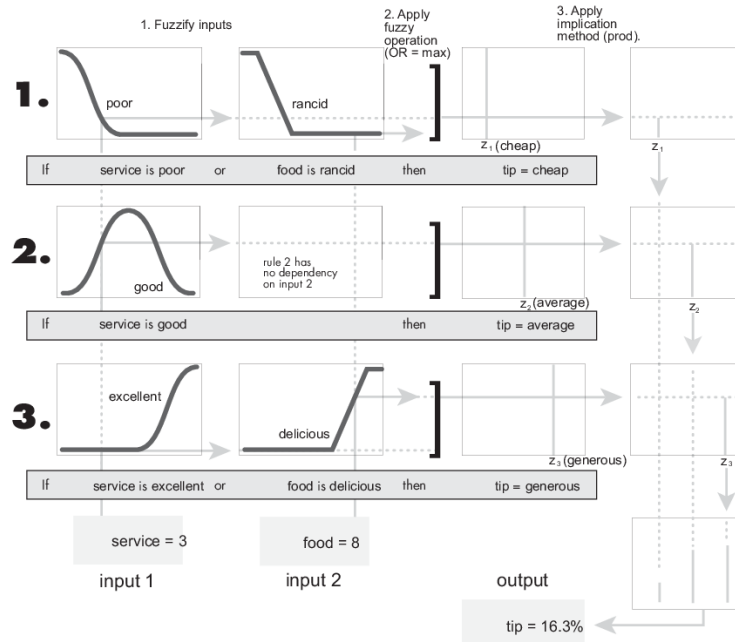 1. Fuzzify inputs
2. Apply
fuzzy
operation
(OR = max)
3. Apply
implication
method (prod).
1.
poor
rancid
z1 (cheap)
z1
If service is poor or food is rancid then tip = cheap
2.
good
rule 2 has
no dependency
on input 2
z2 (average)
z2
If service is good then tip = average
3.
excellent
delicious
z3 (generous)
z3
If service is excellent or food is delicious then tip = generous
service = 3
food = 8
input 1
input 2
output
tip = 16.3%